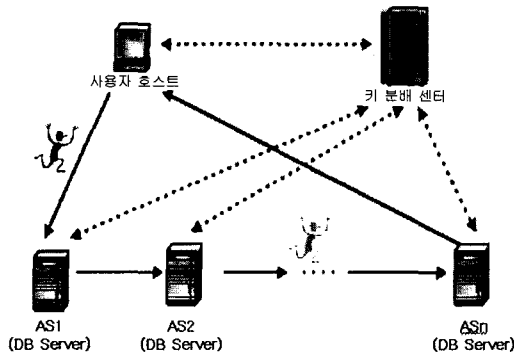 사용자 호스트
키 분배 센터
AS1
(DB Server)
AS2
(DB Server)
....
ASn
(DB Server)